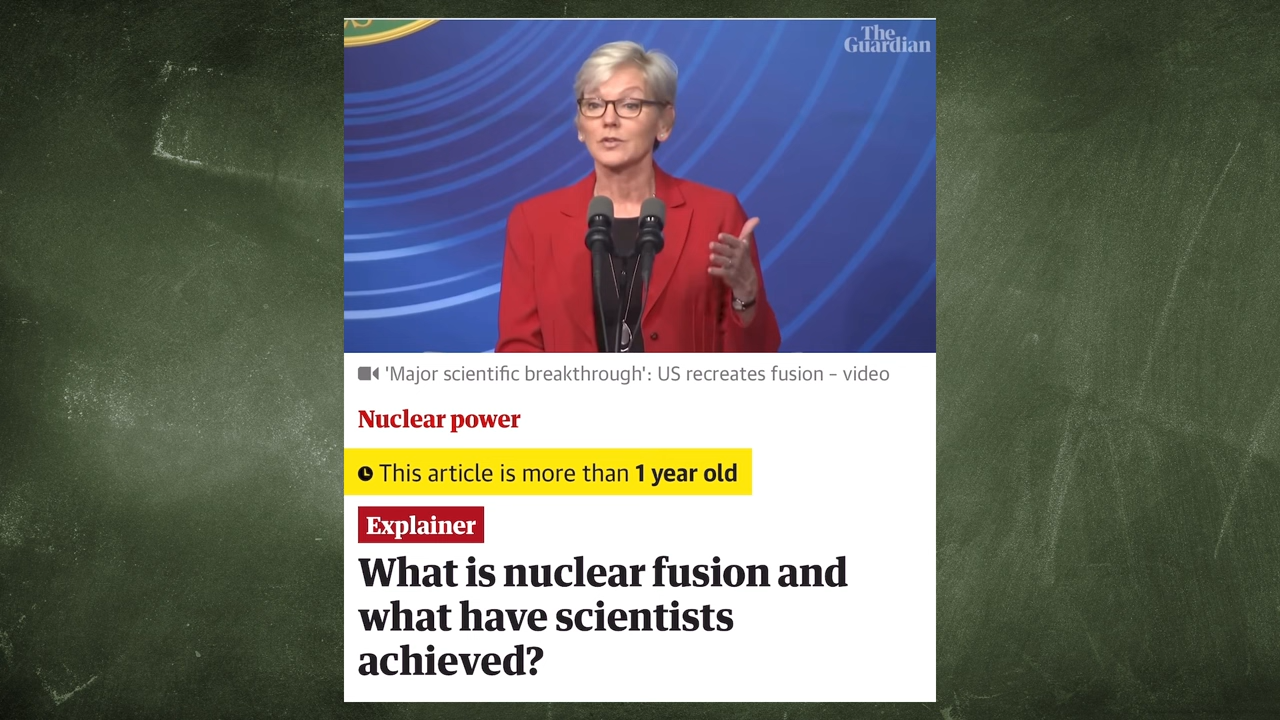 The
Guardian
'Major scientific breakthrough': US recreates fusion – video
Nuclear power
This article is more than 1 year old
Explainer
What is nuclear fusion and
what have scientists
achieved?